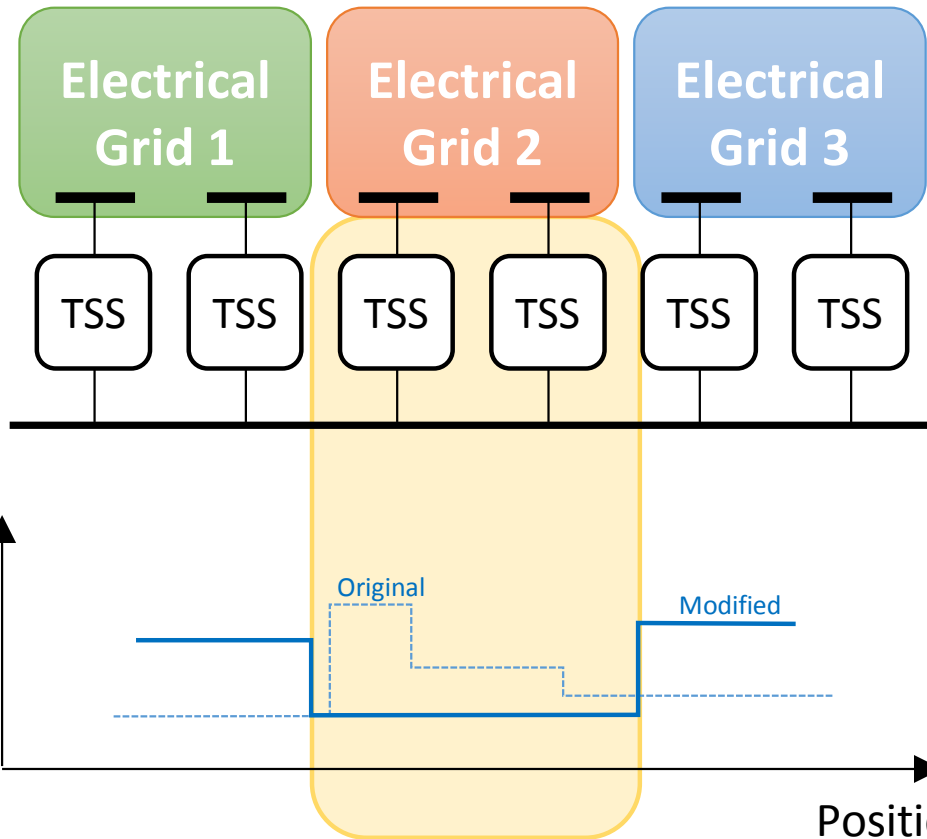 Electrical
Grid 1
Electrical
Grid 2
Electrical
Grid 3
TSS
TSS
TSS
TSS
TSS
TSS
Original
Modified